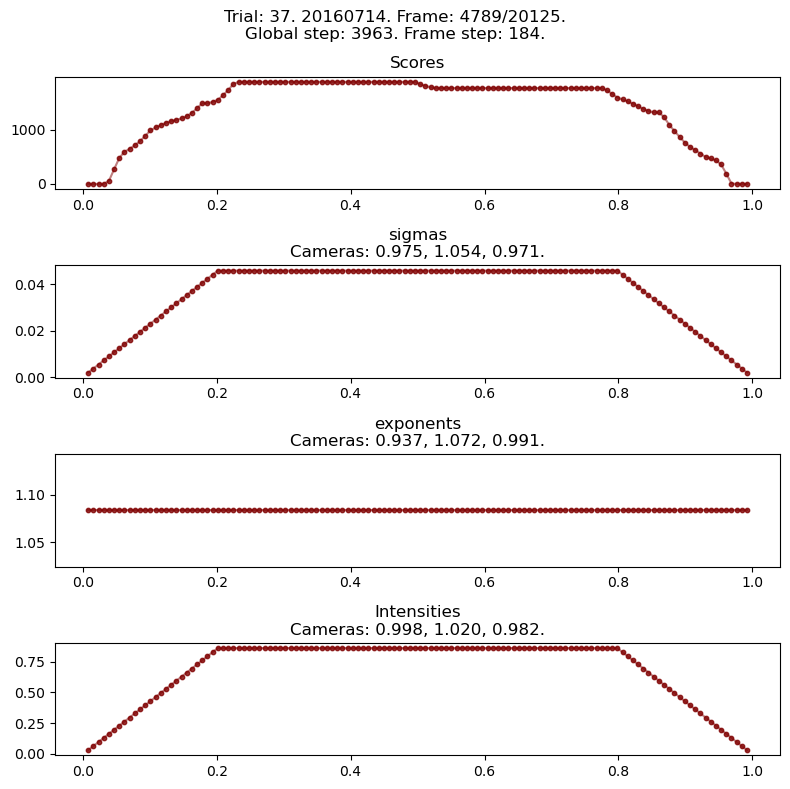 Trial: 37. 20160714. Frame: 4789/20125.
Global step: 3963. Frame step: 184.
Scores
1000
0
0.0 0.2 0.4 0.6 0.8 1.0
sigmas
Cameras: 0.975, 1.054, 0.971.
0.04
0.02
0.00
0.0 0.2 0.4 0.6 0.8 1.0
exponents
Cameras: 0.937, 1.072, 0.991.
1.10
1.05
0.0 0.2 0.4 0.6 0.8 1.0
Intensities
Cameras: 0.998, 1.020, 0.982.
0.75
0.50
0.25
0.00
0.0 0.2 0.4 0.6 0.8 1.0